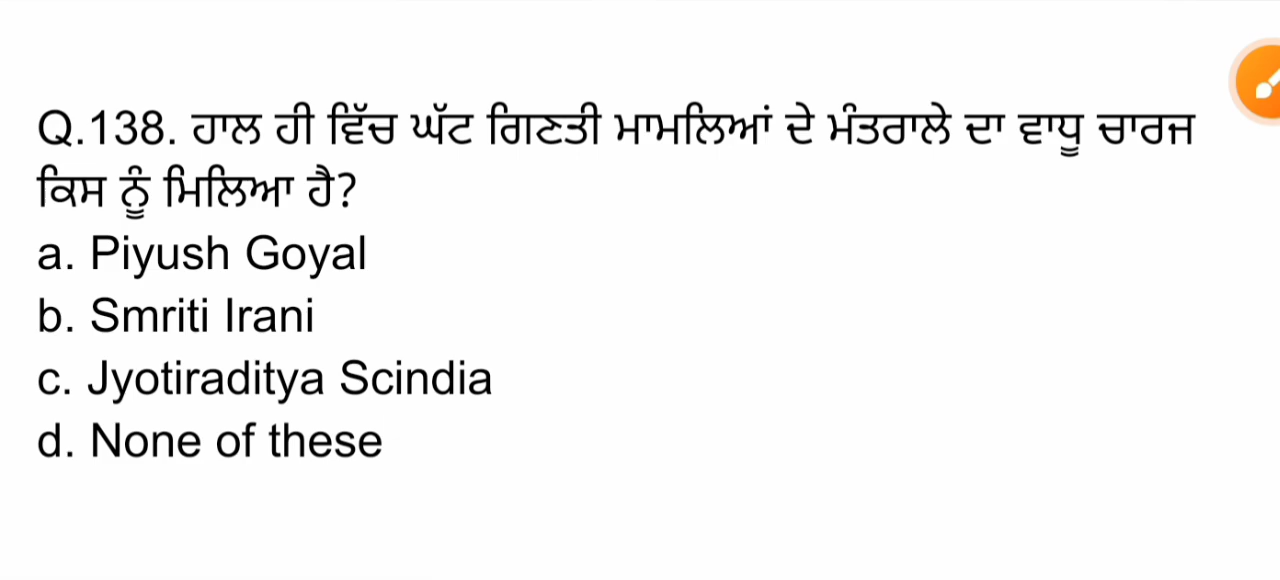 Q.138. ਹਾਲ ਹੀ ਵਿੱਚ ਘੱਟ ਗਿਣਤੀ ਮਾਮਲਿਆਂ ਦੇ ਮੰਤਰਾਲੇ ਦਾ ਵਾਧੂ ਚਾਰਜ
ਕਿਸ ਨੂੰ ਮਿਲਿਆ ਹੈ?
a. Piyush Goyal
b. Smriti Irani
c. Jyotiraditya Scindia
d. None of these